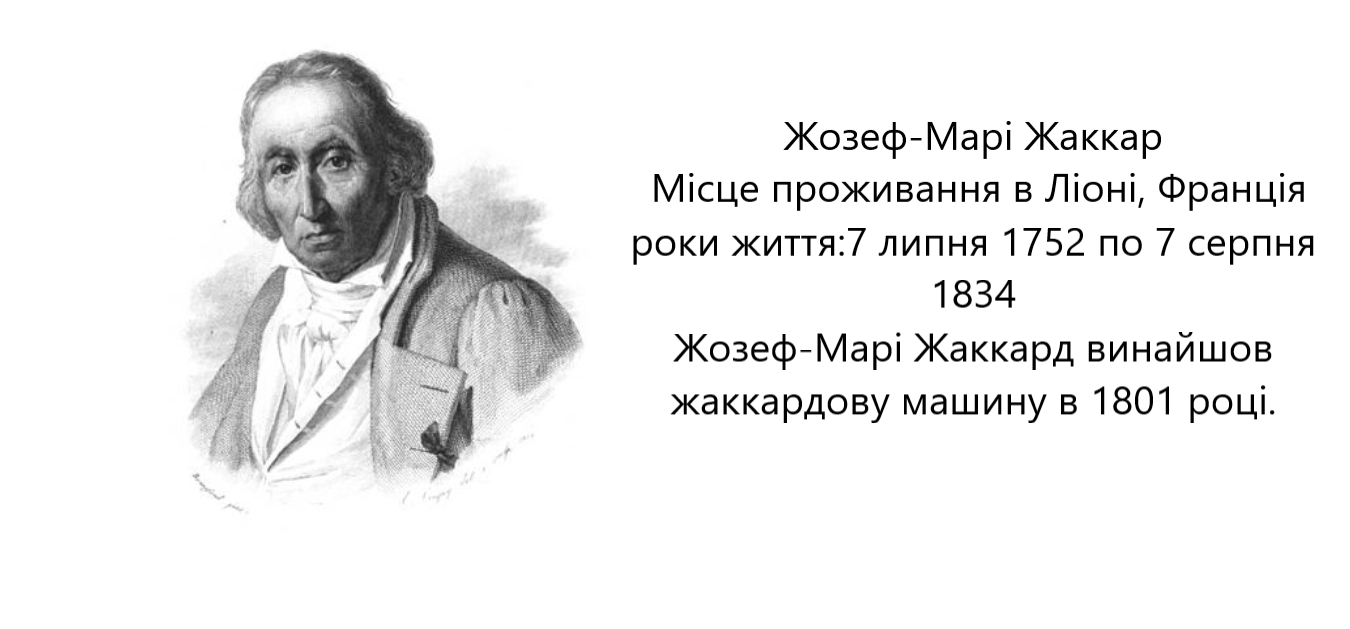 Жозеф-Марі Жаккар
Місце проживання в Ліоні, Франція
роки життя:7 липня 1752 по 7 серпня
1834
Жозеф-Марі Жаккард винайшов
жаккардову машину в 1801 році.